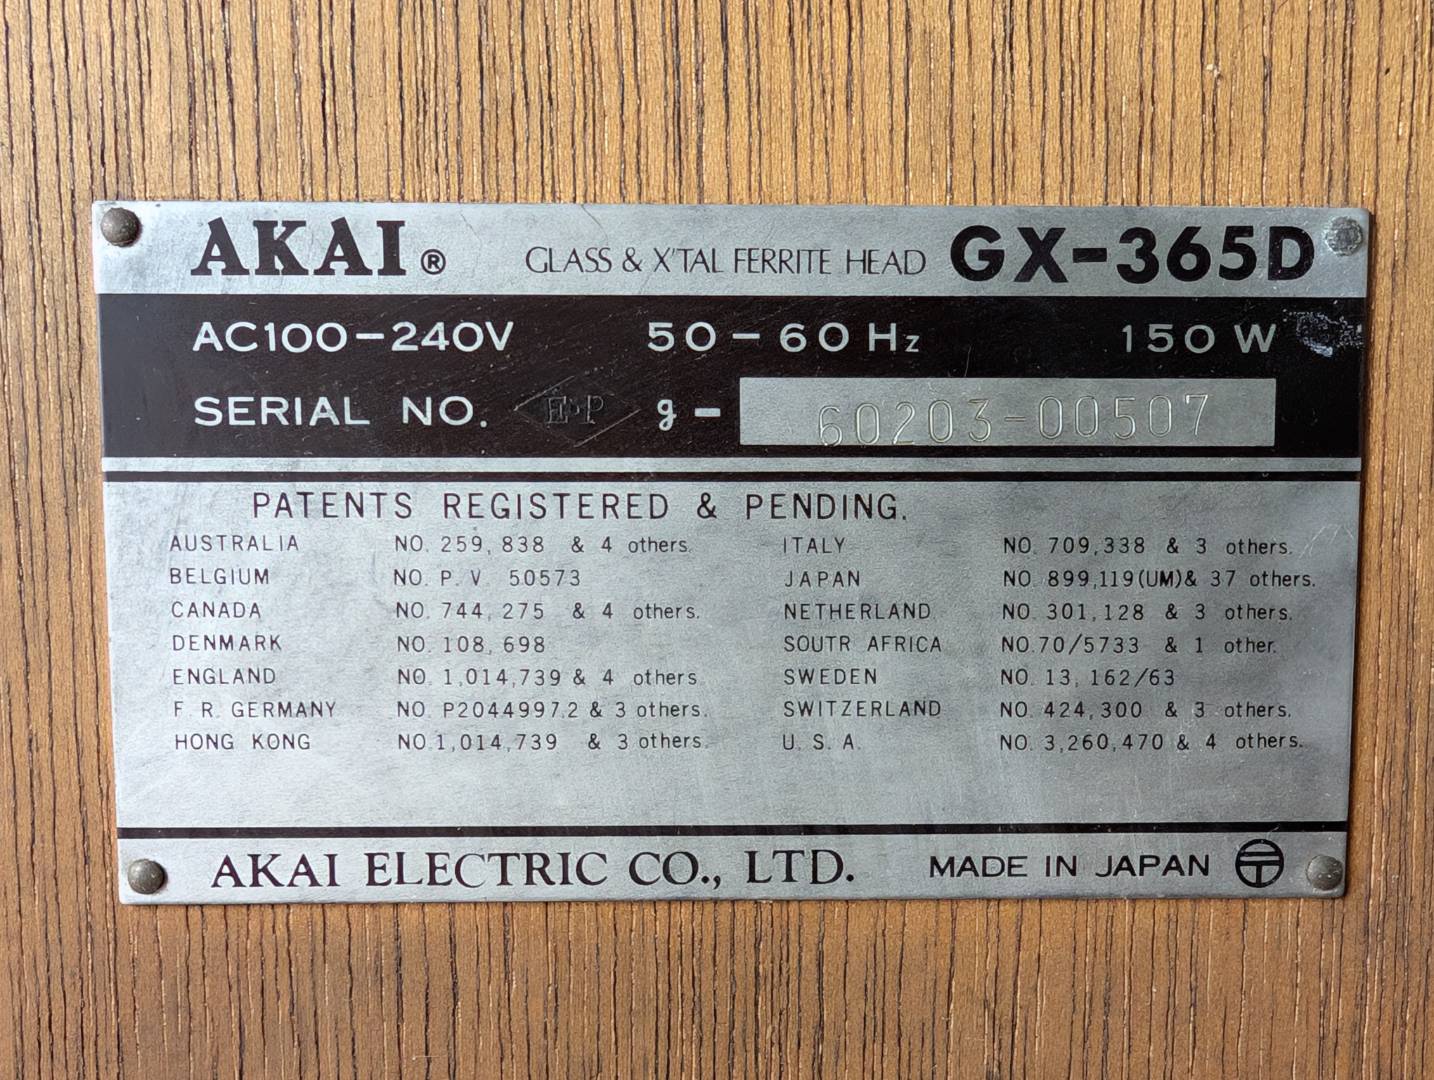 AKAI® GLASS & X'TAL FERRITE HEAD GX-365D
AC100-240V 50-60Hz 150W
SERIAL NO. E·P g- 60203-00507
PATENTS REGISTERED & PENDING.
AUSTRALIA NO. 259,838 & 4 others. ITALY NO. 709,338 & 3 others.
BELGIUM NO. P. V. 50573 JAPAN NO. 899,119(UM)& 37 others.
CANADA NO. 744,275 & 4 others. NETHERLAND. NO. 301,128 & 3 others.
DENMARK NO. 108,698 SOUTR AFRICA NO.70/5733 & 1 other.
ENGLAND NO. 1,014,739 & 4 others. SWEDEN NO. 13, 162/63
F. R. GERMANY NO. P2044997.2 & 3 others. SWITZERLAND NO. 424,300 & 3 others.
HONG KONG NO.1,014,739 & 3 others. U. S. A. NO. 3,260,470 & 4 others.
AKAI ELECTRIC CO., LTD. MADE IN JAPAN